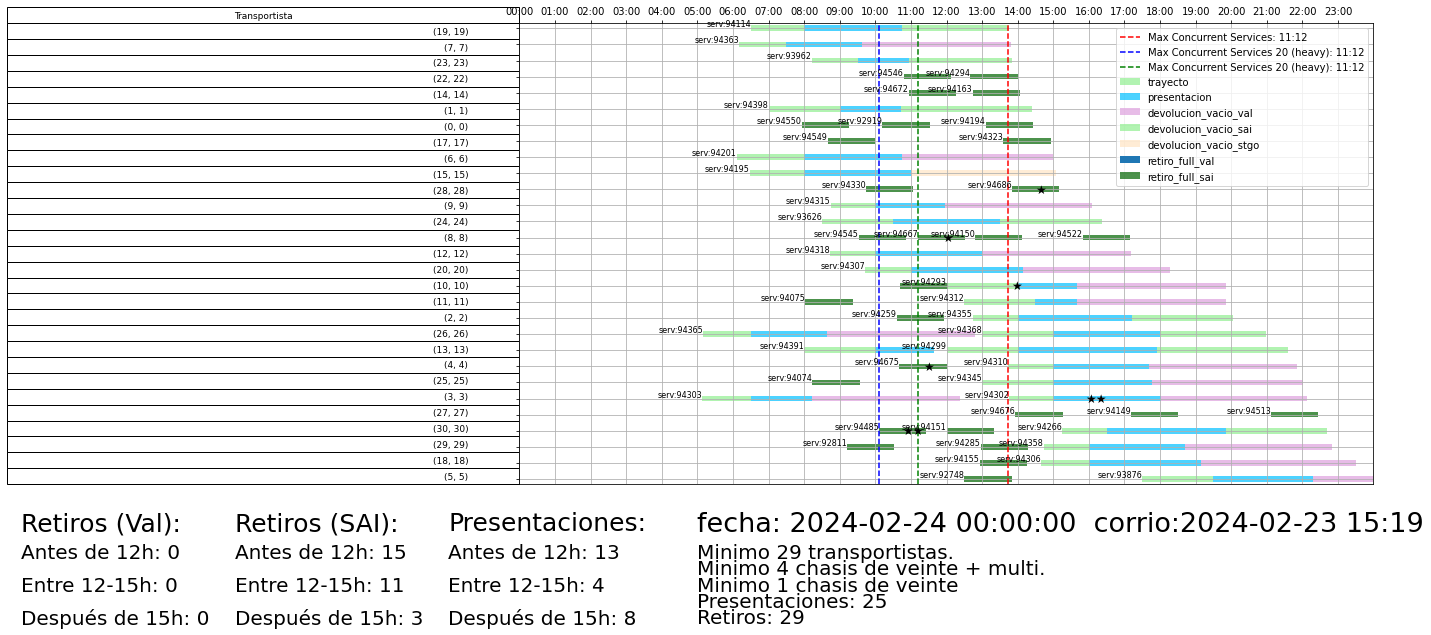 Transportista
00:00 01:00 02:00 03:00 04:00 05:00 06:00 07:00 08:00 09:00 10:00 11:00 12:00 13:00 14:00 15:00 16:00 17:00 18:00 19:00 20:00 21:00 22:00 23:00
(19, 19) serv:94114
(7, 7) serv:94363
(23, 23) serv:93962
(22, 22) serv:94546 serv:94294
(14, 14) serv:94672 serv:94163
(1, 1) serv:94398
(0, 0) serv:94550 serv:92919 serv:94194
(17, 17) serv:94549 serv:94323
(6, 6) serv:94201
(15, 15) serv:94195
(28, 28) serv:94330 serv:94686
(9, 9) serv:94315
(24, 24) serv:93626
(8, 8) serv:94545 serv:94667 serv:94150 serv:94522
(12, 12) serv:94318
(20, 20) serv:94307
(10, 10) serv:94293
(11, 11) serv:94075 serv:94312
(2, 2) serv:94259 serv:94355
(26, 26) serv:94365 serv:94368
(13, 13) serv:94391 serv:94299
(4, 4) serv:94675 serv:94310
(25, 25) serv:94074 serv:94345
(3, 3) serv:94303 serv:94302
(27, 27) serv:94676 serv:94149 serv:94513
(30, 30) serv:94485 serv:94151 serv:94266
(29, 29) serv:92811 serv:94285 serv:94358
(18, 18) serv:94155 serv:94306
(5, 5) serv:92748 serv:93876
Max Concurrent Services: 11:12
Max Concurrent Services 20 (heavy): 11:12
Max Concurrent Services 20 (heavy): 11:12
trayecto
presentacion
devolucion_vacio_val
devolucion_vacio_sai
devolucion_vacio_stgo
retiro_full_val
retiro_full_sai
Retiros (Val):
Antes de 12h: 0
Entre 12-15h: 0
Después de 15h: 0
Retiros (SAI):
Antes de 12h: 15
Entre 12-15h: 11
Después de 15h: 3
Presentaciones:
Antes de 12h: 13
Entre 12-15h: 4
Después de 15h: 8
fecha: 2024-02-24 00:00:00 corrio:2024-02-23 15:19
Minimo 29 transportistas.
Minimo 4 chasis de veinte + multi.
Minimo 1 chasis de veinte
Presentaciones: 25
Retiros: 29